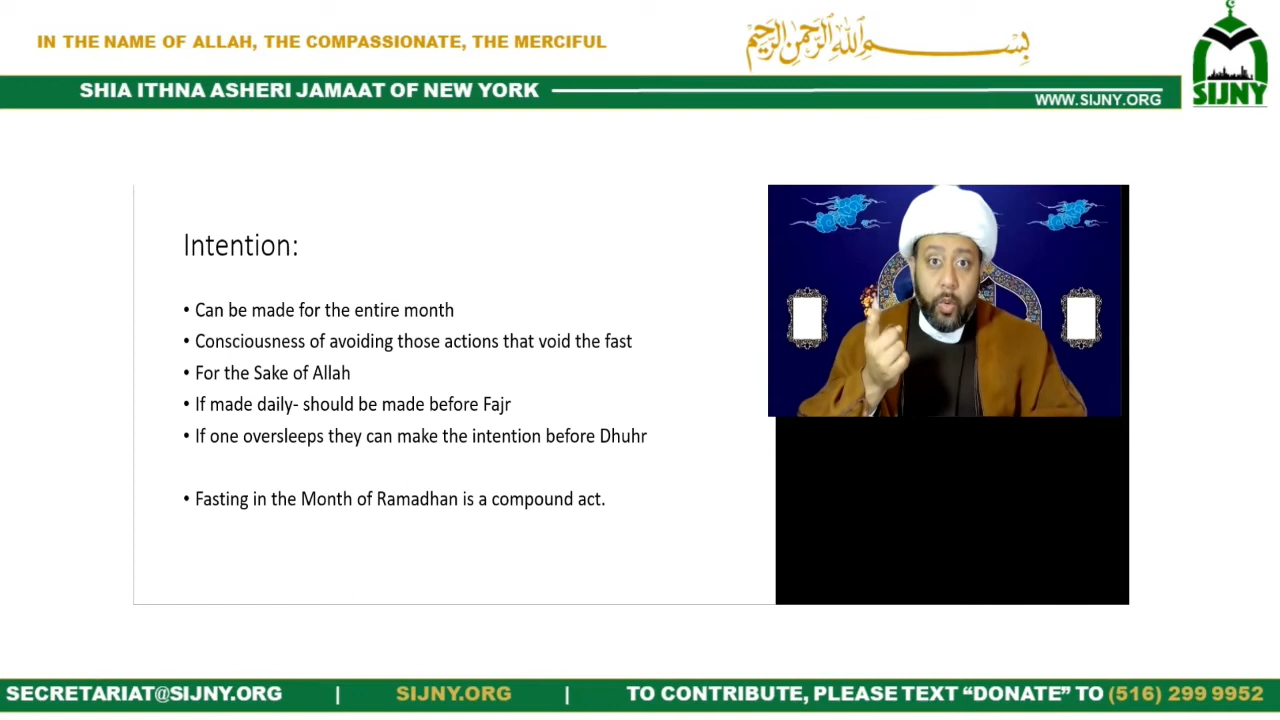 IN THE NAME OF ALLAH, THE COMPASSIONATE, THE MERCIFUL
بسم الله الرحمن الرحيم
SHIA ITHNA ASHERI JAMAAT OF NEW YORK
WWW.SIJNY.ORG
SIJNY
Intention:
• Can be made for the entire month
• Consciousness of avoiding those actions that void the fast
• For the Sake of Allah
• If made daily- should be made before Fajr
• If one oversleeps they can make the intention before Dhuhr
• Fasting in the Month of Ramadhan is a compound act.
SECRETARIAT@SIJNY.ORG | SIJNY.ORG | TO CONTRIBUTE, PLEASE TEXT “DONATE” TO (516) 299 9952